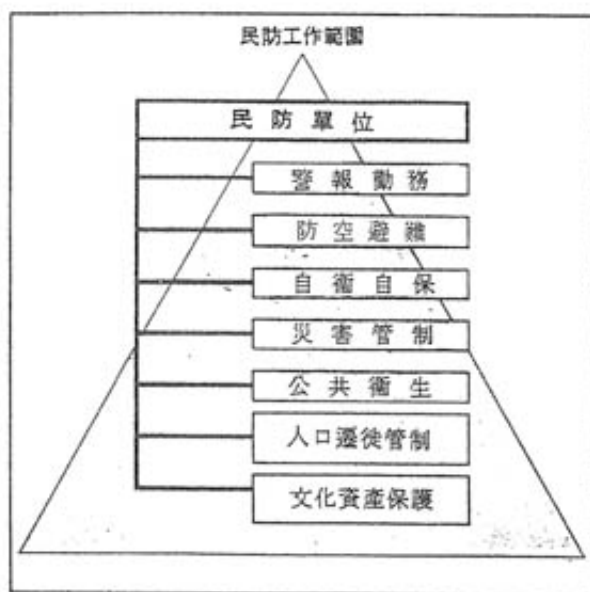 民防工作範圍
民防單位
警報勤務
防空避難
自衞自保
災害管制
公共衞生
人口遷徙管制
文化資產保護